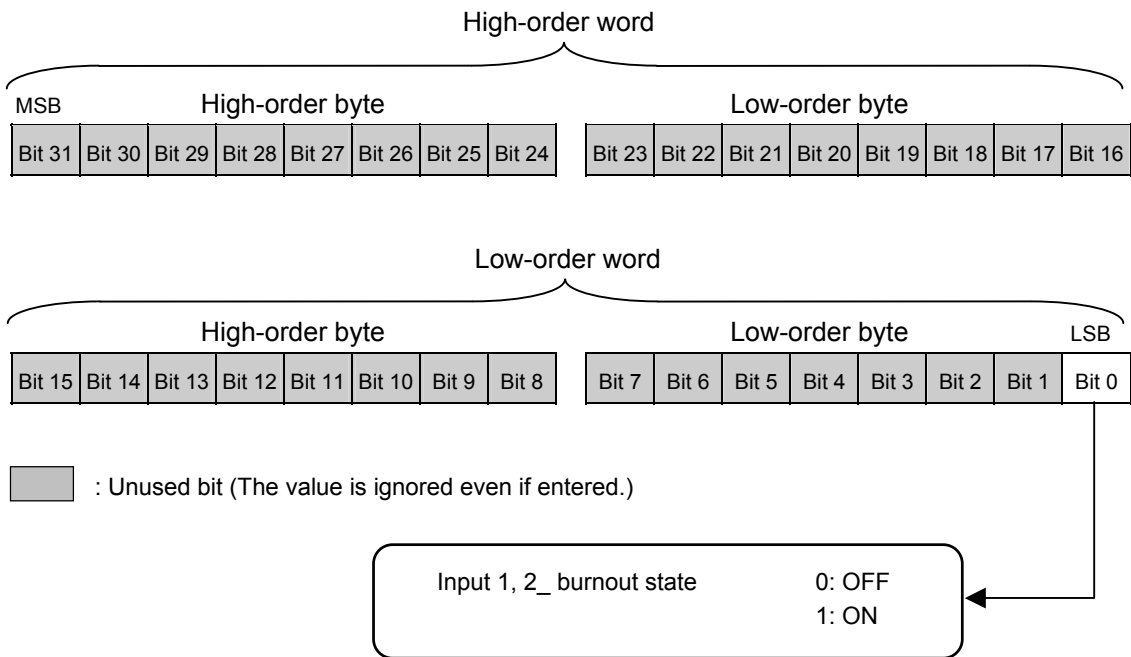 High-order word
MSB High-order byte Low-order byte
Bit 31 Bit 30 Bit 29 Bit 28 Bit 27 Bit 26 Bit 25 Bit 24 Bit 23 Bit 22 Bit 21 Bit 20 Bit 19 Bit 18 Bit 17 Bit 16
Low-order word
High-order byte Low-order byte LSB
Bit 15 Bit 14 Bit 13 Bit 12 Bit 11 Bit 10 Bit 9 Bit 8 Bit 7 Bit 6 Bit 5 Bit 4 Bit 3 Bit 2 Bit 1 Bit 0
: Unused bit (The value is ignored even if entered.)
Input 1, 2_ burnout state 0: OFF
1: ON